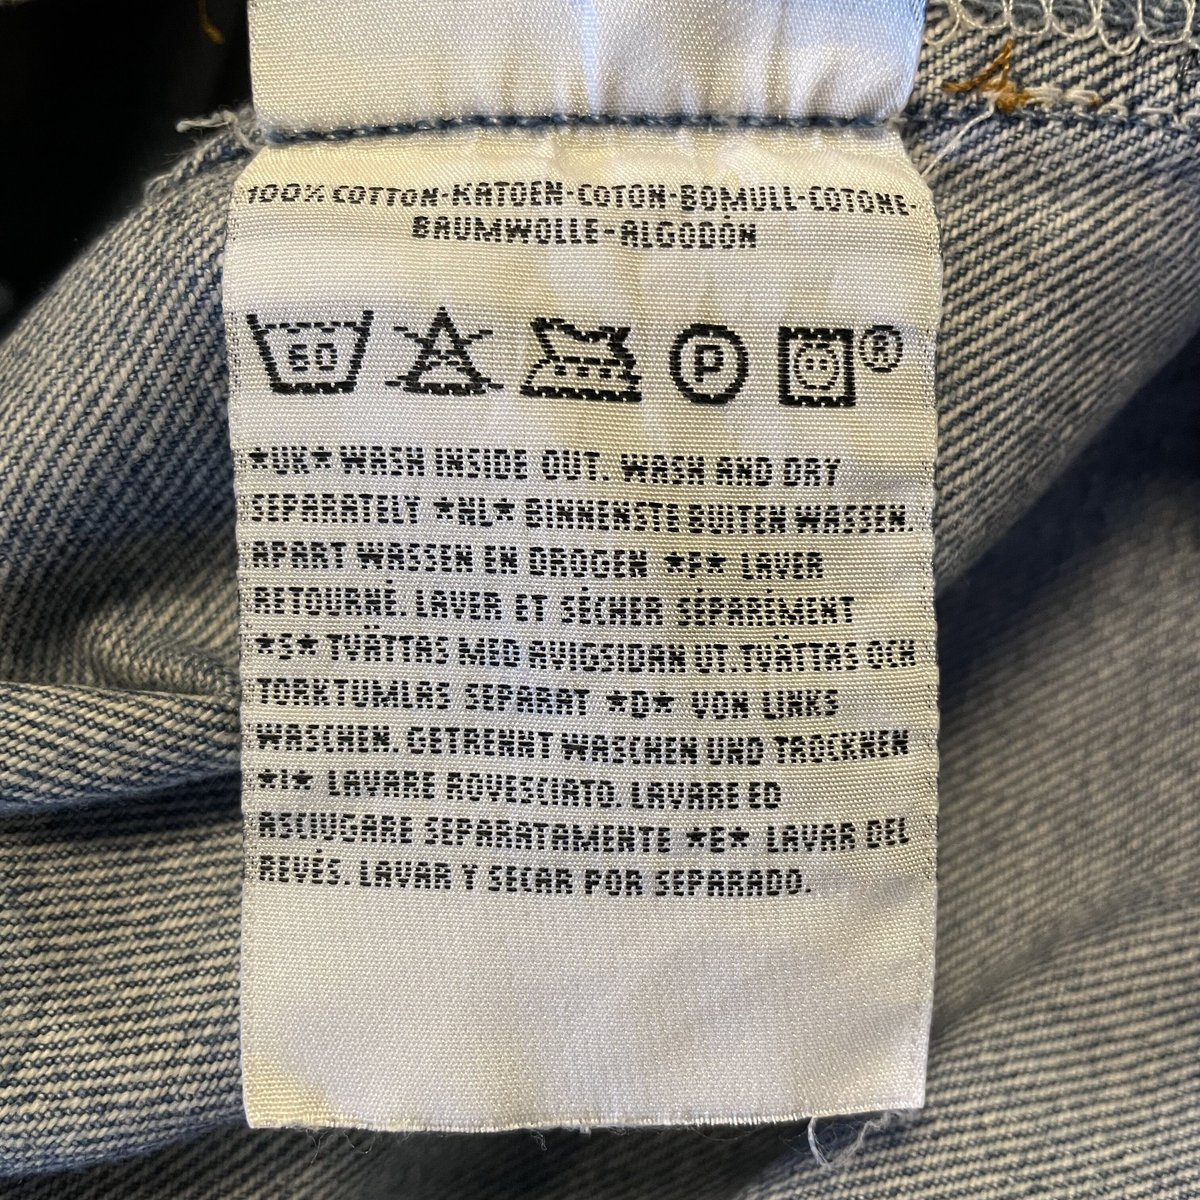 100% COTTON-KATOEN-COTON-BOMULL-COTONE-
BAUMWOLLE-ALGODÓN
60 P ®
*UK* WASH INSIDE OUT. WASH AND DRY
SEPARATELY *NL* BINNENSTE BUITEN WASSEN.
APART WASSEN EN DROGEN *F* LAVER
RETOURNÉ. LAVER ET SÉCHER SÉPARÉMENT
*S* TVÄTTAS MED AVIGSIDAN UT.TVÄTTAS OCH
TORKTUMLAS SEPARAT *D* VON LINKS
WASCHEN. GETRENNT WASCHEN UND TROCKNEN
*I* LAVARE ROVESCIATO. LAVARE ED
ASCIUGARE SEPARATAMENTE *E* LAVAR DEL
REVÉS. LAVAR Y SECAR POR SEPARADO.